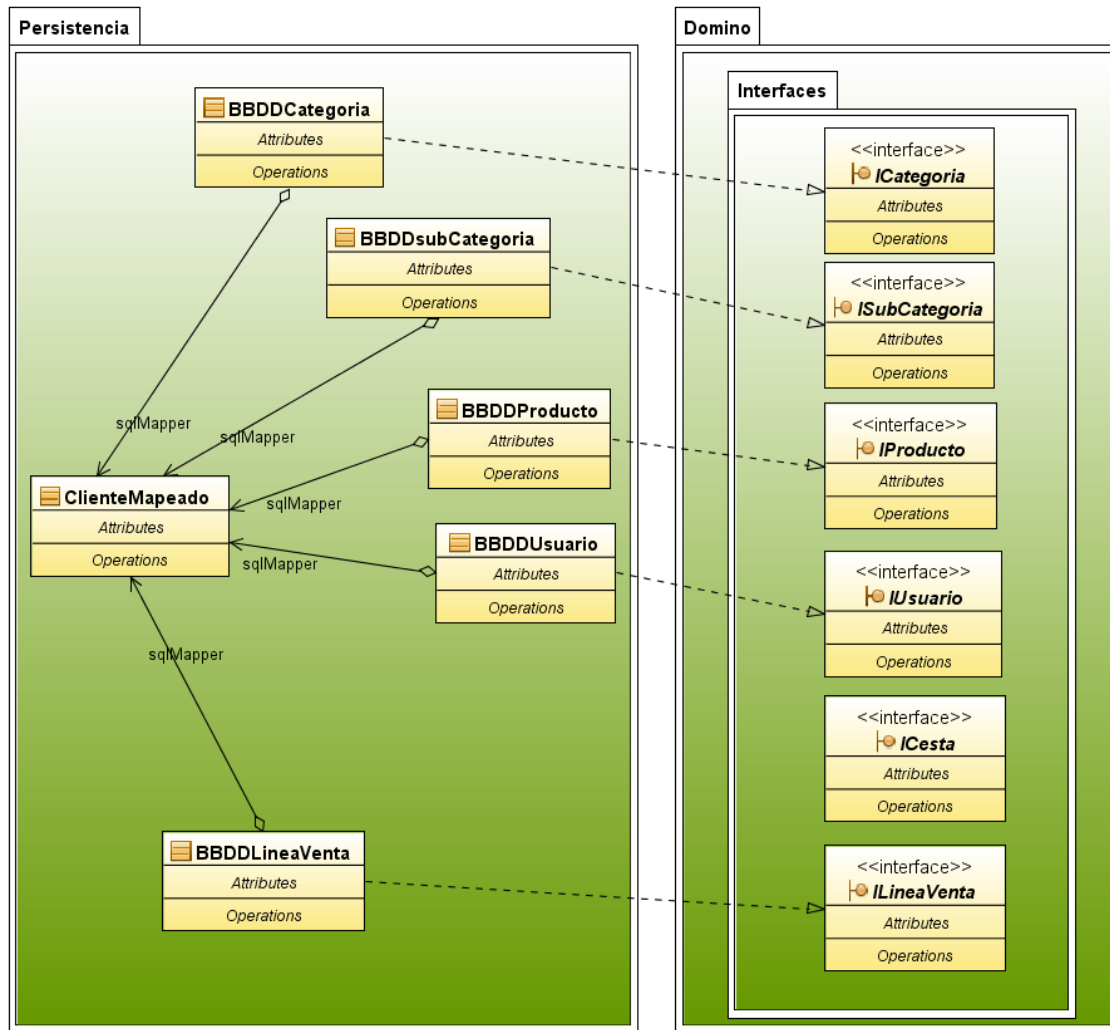 Persistencia
BBDDCategoria
Attributes
Operations
BBDDsubCategoria
Attributes
Operations
sqlMapper
sqlMapper
BBDDProducto
Attributes
Operations
sqlMapper
ClienteMapeado
Attributes
Operations
BBDDUsuario
Attributes
Operations
sqlMapper
sqlMapper
BBDDLineaVenta
Attributes
Operations
Domino
Interfaces
<<interface>>
ICategoria
Attributes
Operations
<<interface>>
ISubCategoria
Attributes
Operations
<<interface>>
IProducto
Attributes
Operations
<<interface>>
IUsuario
Attributes
Operations
<<interface>>
ICesta
Attributes
Operations
<<interface>>
ILineaVenta
Attributes
Operations